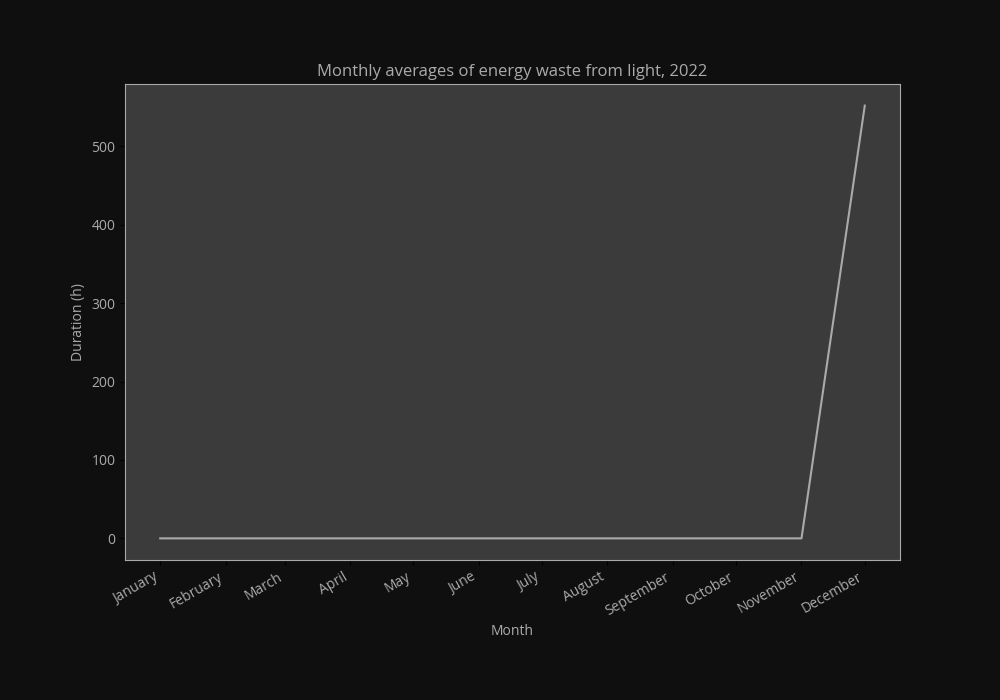 Monthly averages of energy waste from light, 2022
500
400
300
200
100
0
Duration (h)
January
February
March
April
May
June
July
August
September
October
November
December
Month